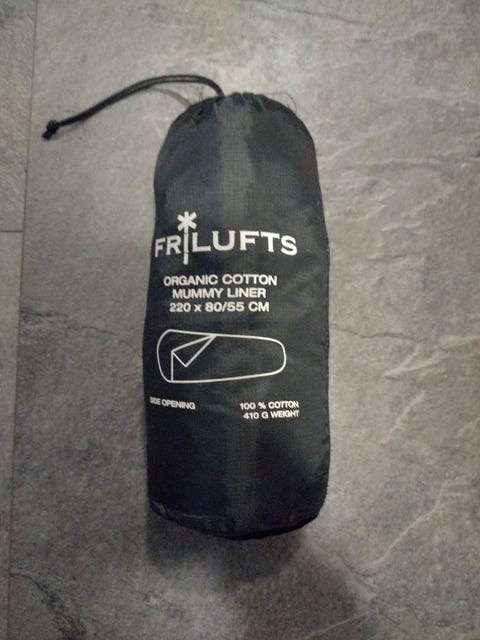 FRILUFTS
ORGANIC COTTON
MUMMY LINER
220 x 80/55 CM
SIDE OPENING
100 % COTTON
410 G WEIGHT